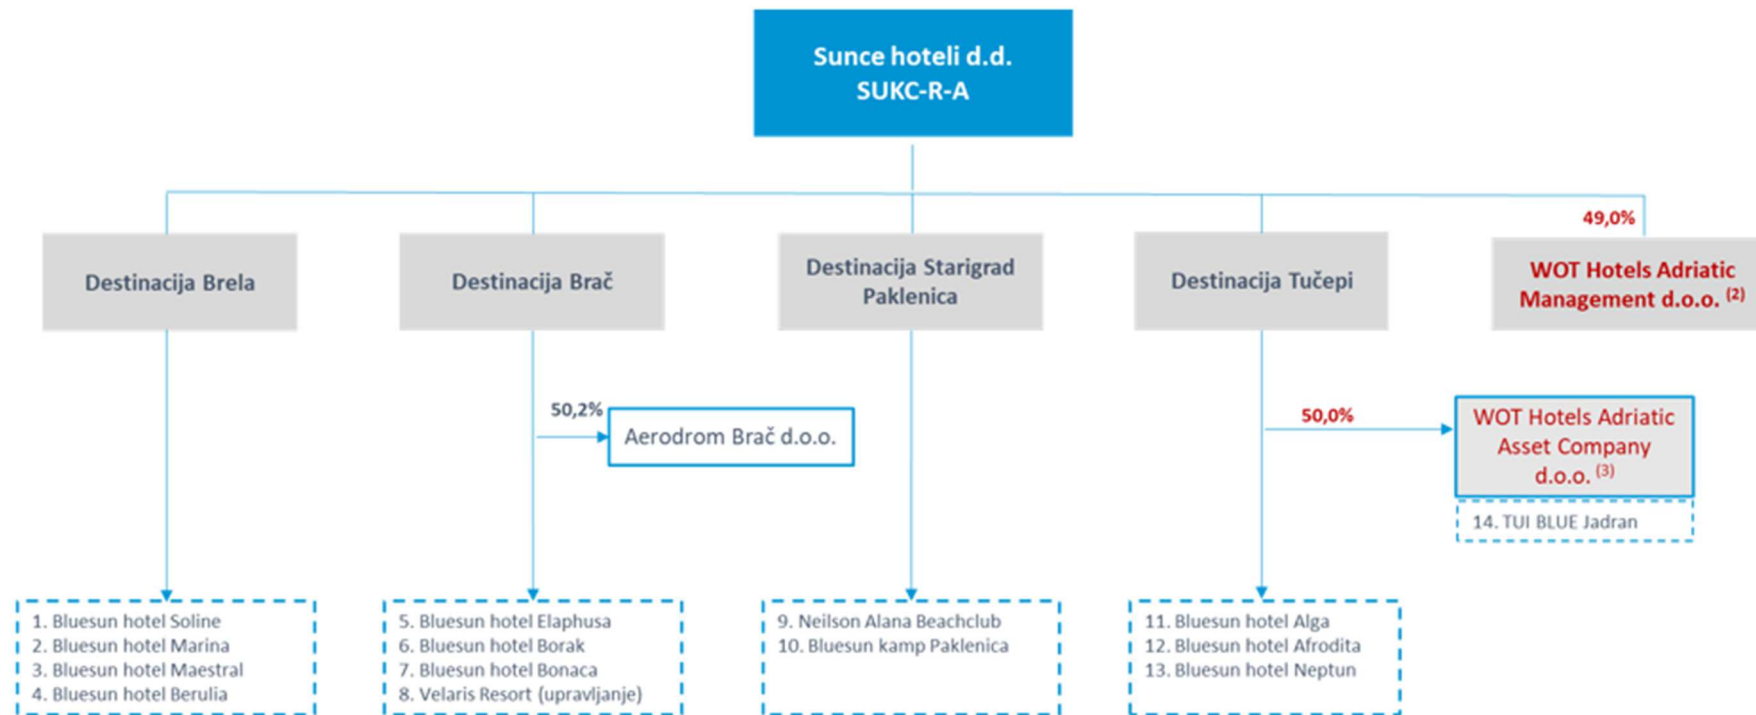 Sunce hoteli d.d.
SUKC-R-A
49,0%
Destinacija Brela
Destinacija Brač
Destinacija Starigrad
Paklenica
Destinacija Tučepi
WOT Hotels Adriatic
Management d.o.o. (2)
50,2%
Aerodrom Brač d.o.o.
50,0%
WOT Hotels Adriatic
Asset Company
d.o.o. (3)
14. TUI BLUE Jadran
1. Bluesun hotel Soline
2. Bluesun hotel Marina
3. Bluesun hotel Maestral
4. Bluesun hotel Berulia
5. Bluesun hotel Elaphusa
6. Bluesun hotel Borak
7. Bluesun hotel Bonaca
8. Velaris Resort (upravljanje)
9. Neilson Alana Beachclub
10. Bluesun kamp Paklenica
11. Bluesun hotel Alga
12. Bluesun hotel Afrodita
13. Bluesun hotel Neptun